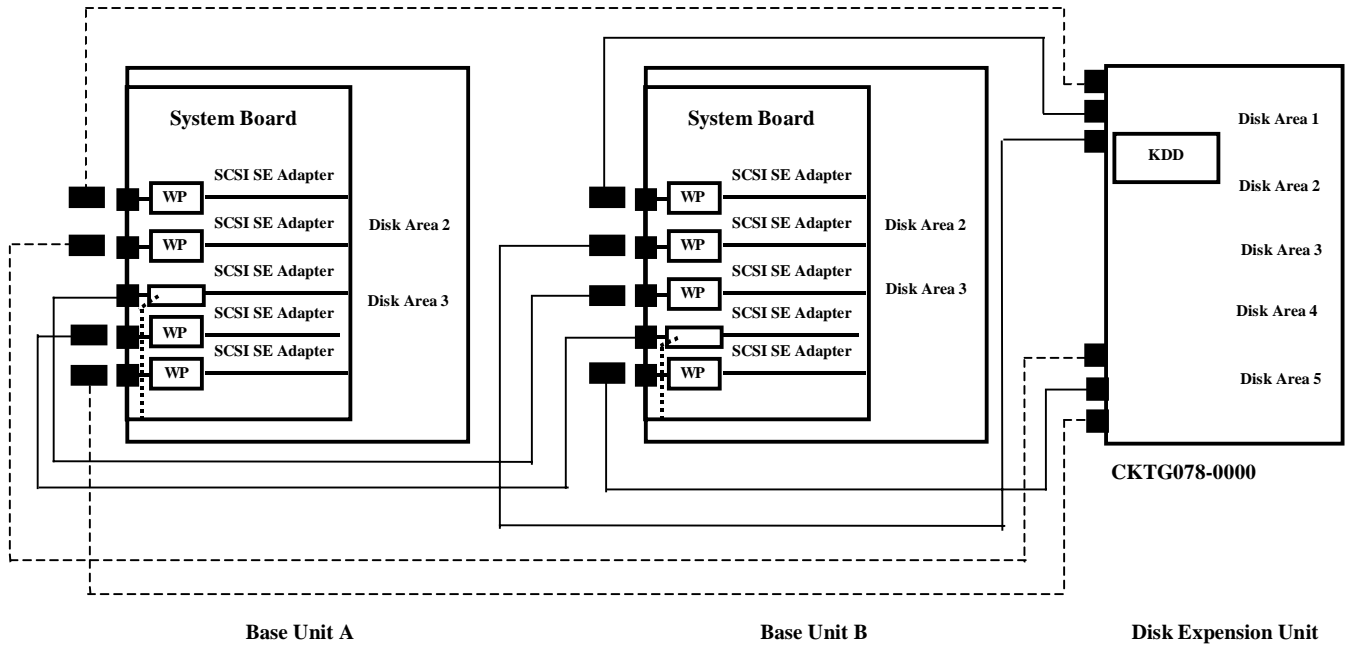 System Board
SCSI SE Adapter
WP
SCSI SE Adapter
WP
SCSI SE Adapter
SCSI SE Adapter
WP
SCSI SE Adapter
WP
Disk Area 2
Disk Area 3
System Board
SCSI SE Adapter
WP
SCSI SE Adapter
WP
SCSI SE Adapter
WP
SCSI SE Adapter
SCSI SE Adapter
WP
Disk Area 2
Disk Area 3
Disk Area 1
KDD
Disk Area 2
Disk Area 3
Disk Area 4
Disk Area 5
CKTG078-0000
Base Unit A
Base Unit B
Disk Expension Unit